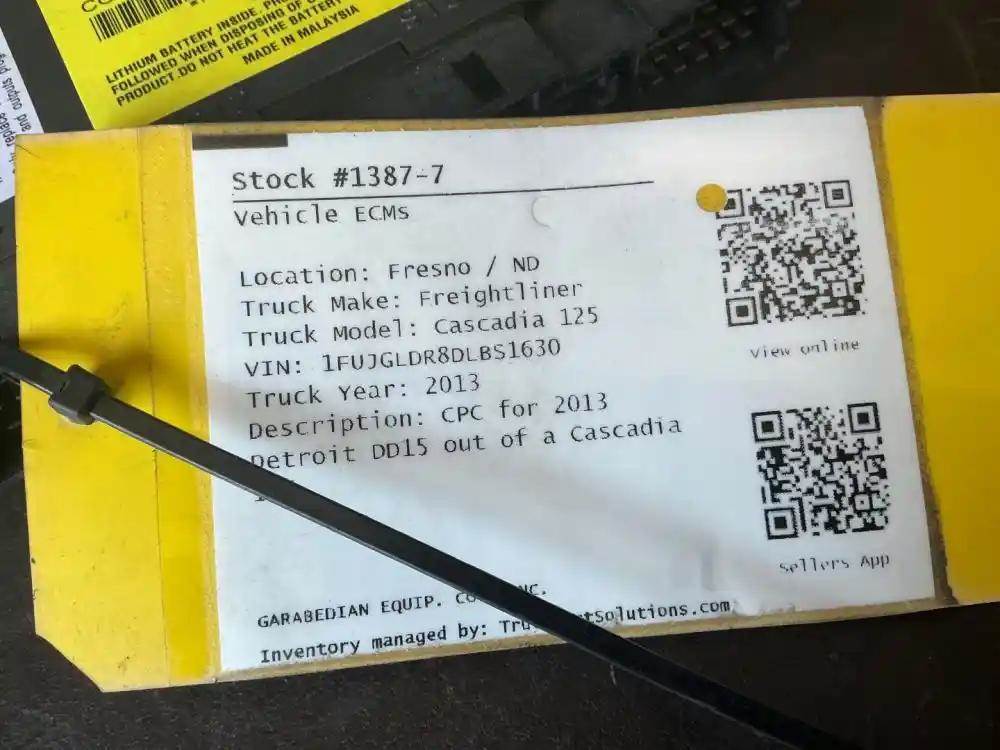 LITHIUM BATTERY INSIDE.
FOLLOWED WHEN DISPOSING OF
PRODUCT.DO NOT HEAT THE BATTERY
MADE IN MALAYSIA
and outputs
Stock #1387-7
Vehicle ECMs
Location: Fresno / ND
Truck Make: Freightliner
Truck Model: Cascadia 125
VIN: 1FUJGLDR8DLBS1630
Truck Year: 2013
Description: CPC for 2013
Detroit DD15 out of a Cascadia
View online
Sellers App
GARABEDIAN EQUIP.
Inventory managed by: